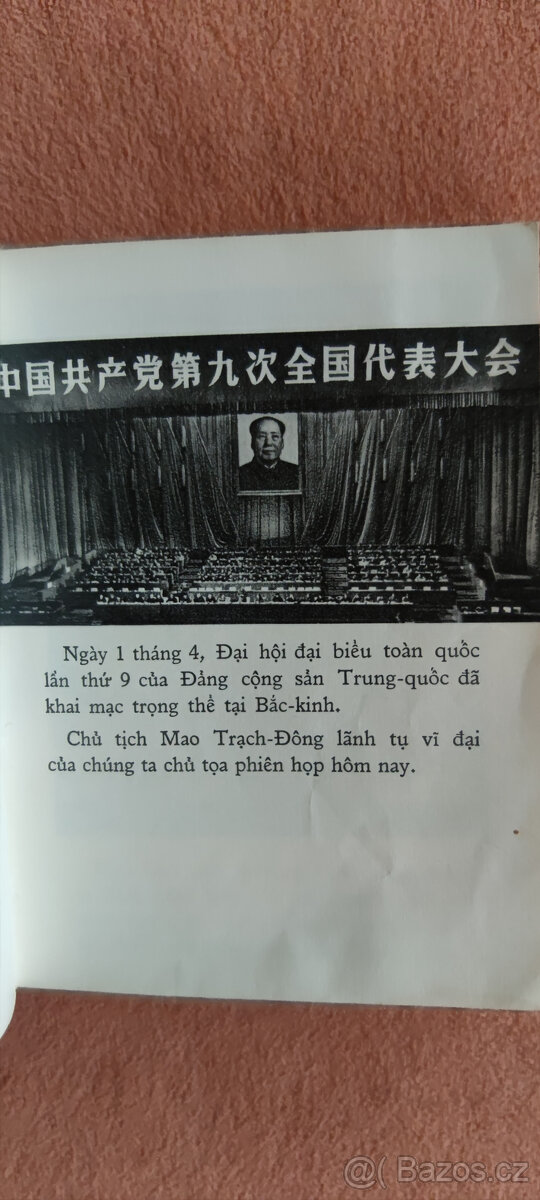 中国共产党第九次全国代表大会
Ngày 1 tháng 4, Đại hội đại biểu toàn quốc
lần thứ 9 của Đảng cộng sản Trung-quốc đã
khai mạc trọng thể tại Bắc-kinh.
Chủ tịch Mao Trạch-Đông lãnh tụ vĩ đại
của chúng ta chủ tọa phiên họp hôm nay.
@(•) Bazos.cz